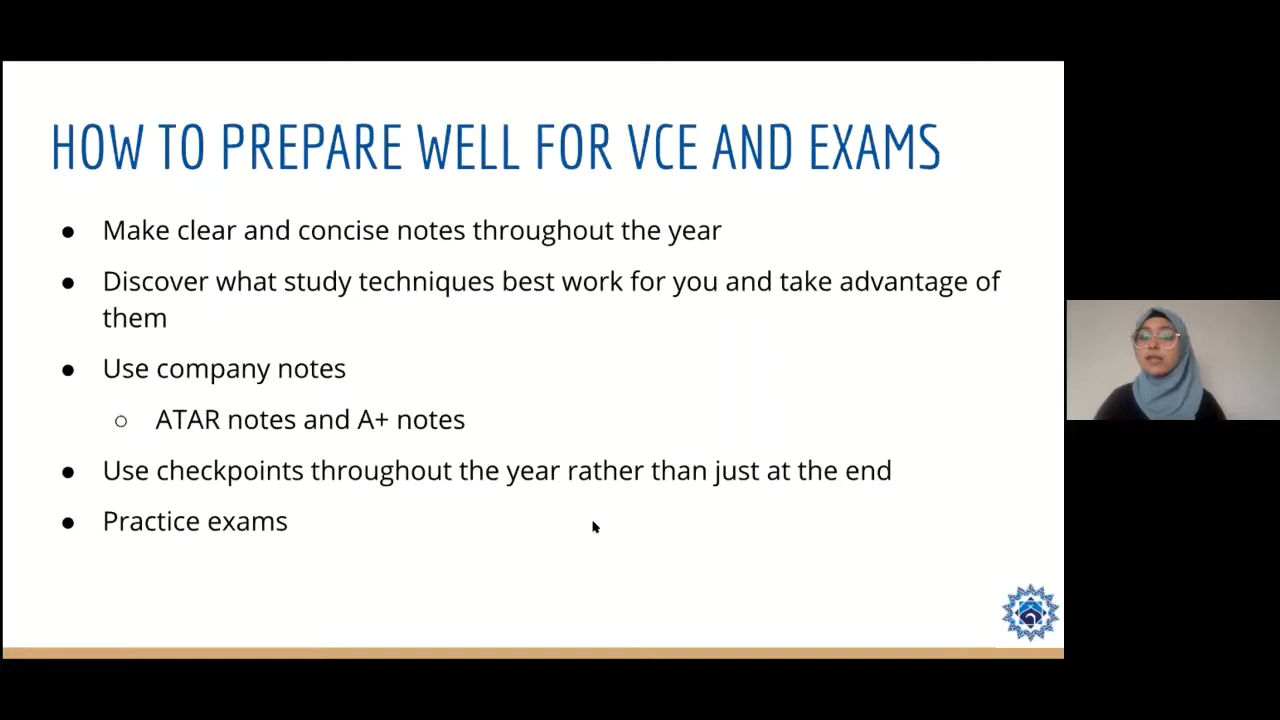 HOW TO PREPARE WELL FOR VCE AND EXAMS
● Make clear and concise notes throughout the year
● Discover what study techniques best work for you and take advantage of
them
● Use company notes
○ ATAR notes and A+ notes
● Use checkpoints throughout the year rather than just at the end
● Practice exams